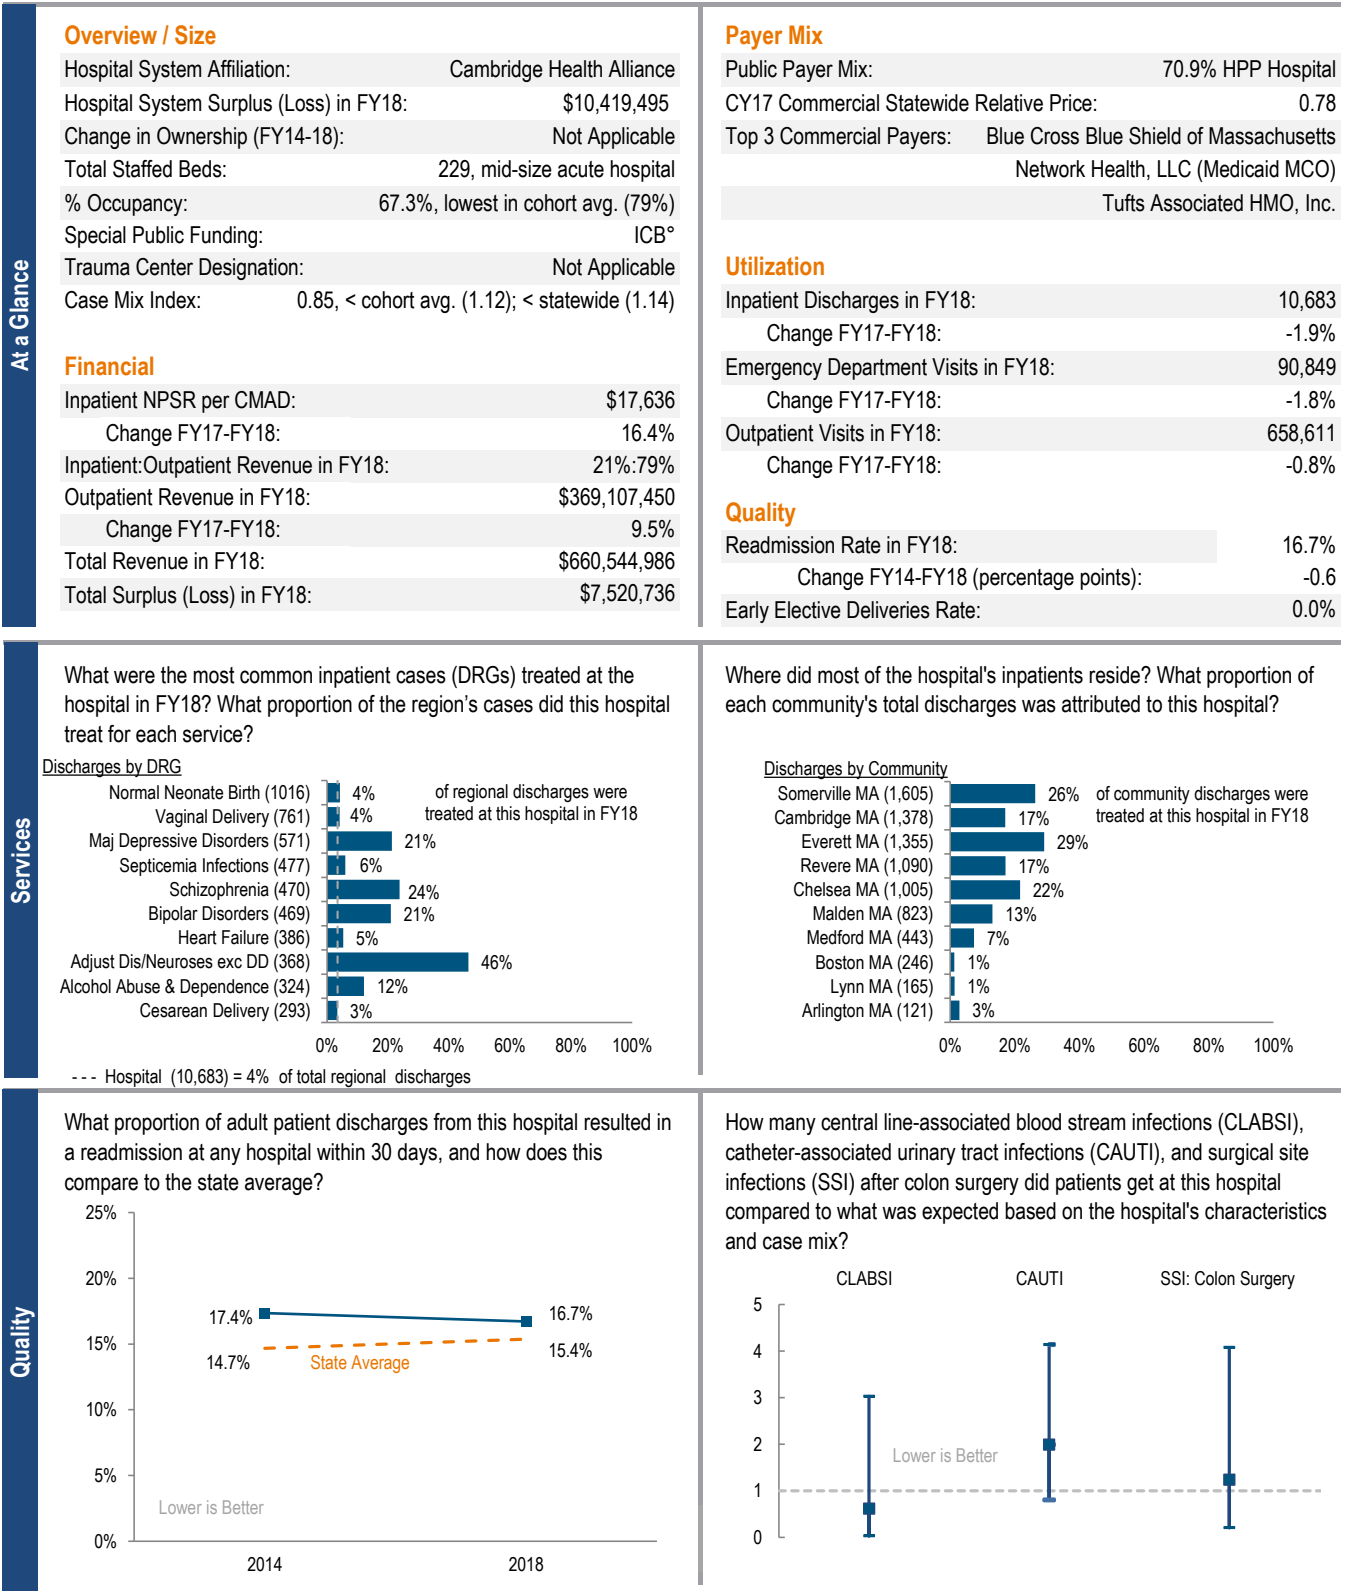 At a Glance
Overview / Size
Hospital System Affiliation: Cambridge Health Alliance
Hospital System Surplus (Loss) in FY18: $10,419,495
Change in Ownership (FY14-18): Not Applicable
Total Staffed Beds: 229, mid-size acute hospital
% Occupancy: 67.3%, lowest in cohort avg. (79%)
Special Public Funding: ICB°
Trauma Center Designation: Not Applicable
Case Mix Index: 0.85, < cohort avg. (1.12); < statewide (1.14)
Financial
Inpatient NPSR per CMAD: $17,636
Change FY17-FY18: 16.4%
Inpatient:Outpatient Revenue in FY18: 21%:79%
Outpatient Revenue in FY18: $369,107,450
Change FY17-FY18: 9.5%
Total Revenue in FY18: $660,544,986
Total Surplus (Loss) in FY18: $7,520,736
Payer Mix
Public Payer Mix: 70.9% HPP Hospital
CY17 Commercial Statewide Relative Price: 0.78
Top 3 Commercial Payers: Blue Cross Blue Shield of Massachusetts
Network Health, LLC (Medicaid MCO)
Tufts Associated HMO, Inc.
Utilization
Inpatient Discharges in FY18: 10,683
Change FY17-FY18: -1.9%
Emergency Department Visits in FY18: 90,849
Change FY17-FY18: -1.8%
Outpatient Visits in FY18: 658,611
Change FY17-FY18: -0.8%
Quality
Readmission Rate in FY18: 16.7%
Change FY14-FY18 (percentage points): -0.6
Early Elective Deliveries Rate: 0.0%
Services
What were the most common inpatient cases (DRGs) treated at the
hospital in FY18? What proportion of the region's cases did this hospital
treat for each service?
Discharges by DRG
Normal Neonate Birth (1016) 4%
Vaginal Delivery (761) 4%
Maj Depressive Disorders (571) 21%
Septicemia Infections (477) 6%
Schizophrenia (470) 24%
Bipolar Disorders (469) 21%
Heart Failure (386) 5%
Adjust Dis/Neuroses exc DD (368) 46%
Alcohol Abuse & Dependence (324) 12%
Cesarean Delivery (293) 3%
of regional discharges were
treated at this hospital in FY18
0% 20% 40% 60% 80% 100%
- - - Hospital (10,683) = 4% of total regional discharges
Where did most of the hospital's inpatients reside? What proportion of
each community's total discharges was attributed to this hospital?
Discharges by Community
Somerville MA (1,605) 26%
Cambridge MA (1,378) 17%
Everett MA (1,355) 29%
Revere MA (1,090) 17%
Chelsea MA (1,005) 22%
Malden MA (823) 13%
Medford MA (443) 7%
Boston MA (246) 1%
Lynn MA (165) 1%
Arlington MA (121) 3%
of community discharges were
treated at this hospital in FY18
0% 20% 40% 60% 80% 100%
Quality
What proportion of adult patient discharges from this hospital resulted in
a readmission at any hospital within 30 days, and how does this
compare to the state average?
25%
20%
15%
10%
5%
0%
17.4%
16.7%
14.7%
15.4%
State Average
Lower is Better
2014 2018
How many central line-associated blood stream infections (CLABSI),
catheter-associated urinary tract infections (CAUTI), and surgical site
infections (SSI) after colon surgery did patients get at this hospital
compared to what was expected based on the hospital's characteristics
and case mix?
CLABSI CAUTI SSI: Colon Surgery
5
4
3
2
1
0
Lower is Better